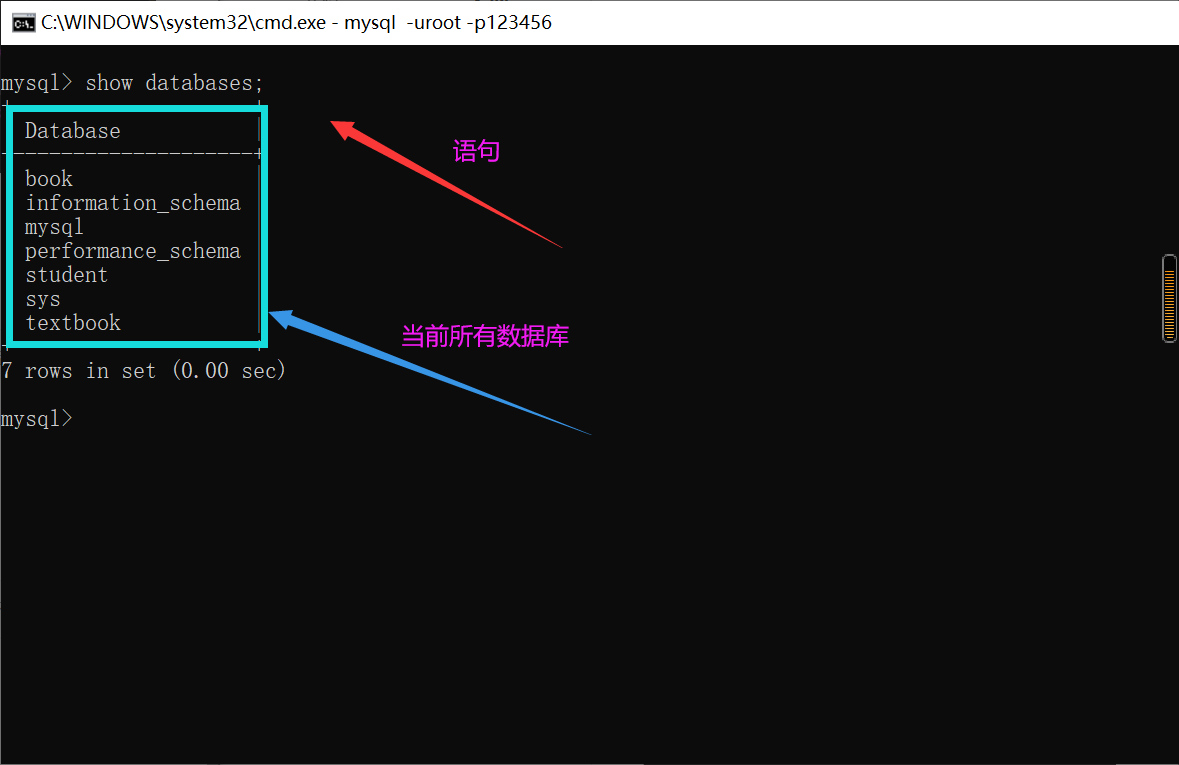 C:\WINDOWS\system32\cmd.exe - mysql  -uroot -p123456
mysql> show databases;
Database
语句
book
information_schema
mysql
performance_schema
student
sys
textbook
当前所有数据库
7 rows in set (0.00 sec)
mysql>